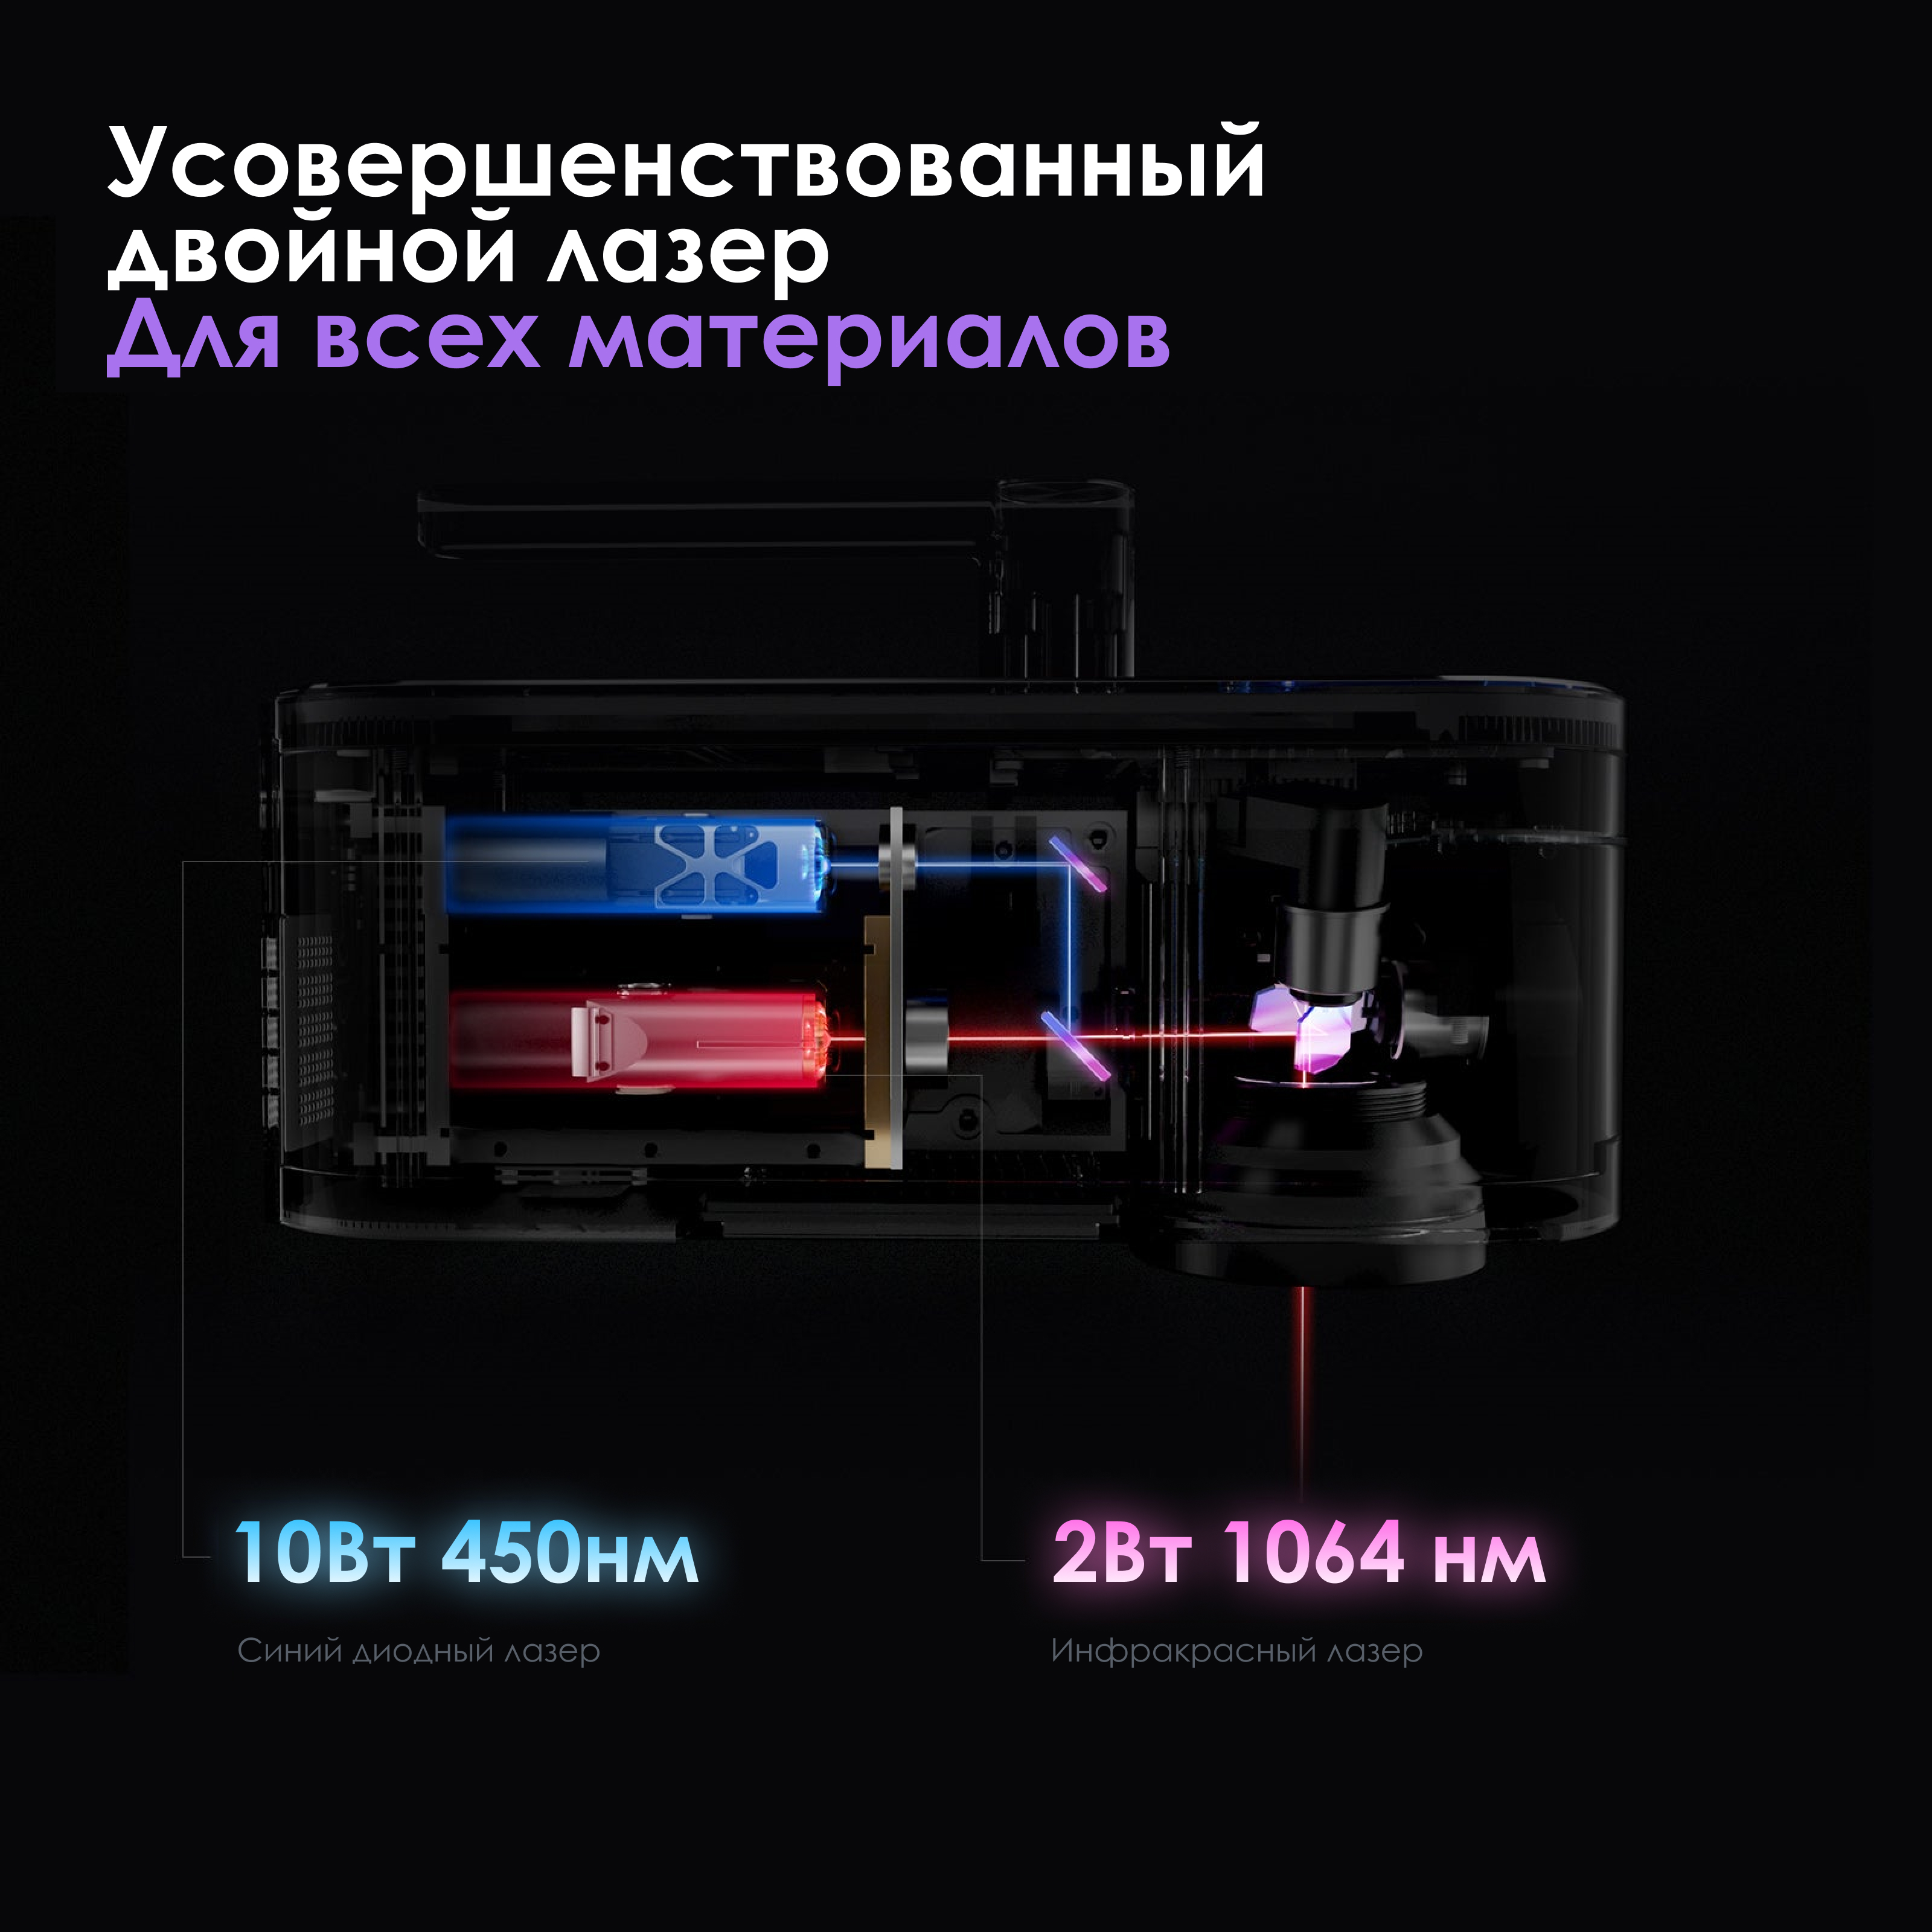 Усовершенствованный
двойной лазер
Для всех материалов
10Вт 450нм
2Вт 1064 нм
Синий диодный лазер
Инфракрасный лазер